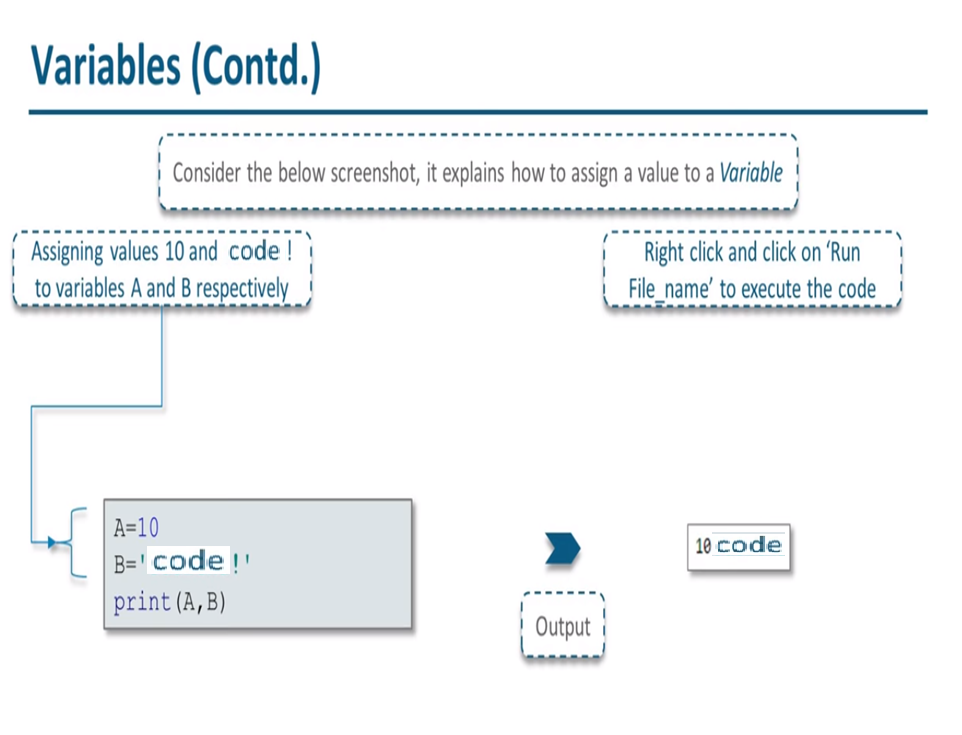 Variables (Contd.)
Consider the below screenshot, it explains how to assign a value to a Variable
Assigning values 10 and code !
to variables A and B respectively
Right click and click on ‘Run
File_name’ to execute the code
A=10
B='code!'
print(A,B)
10 code
Output